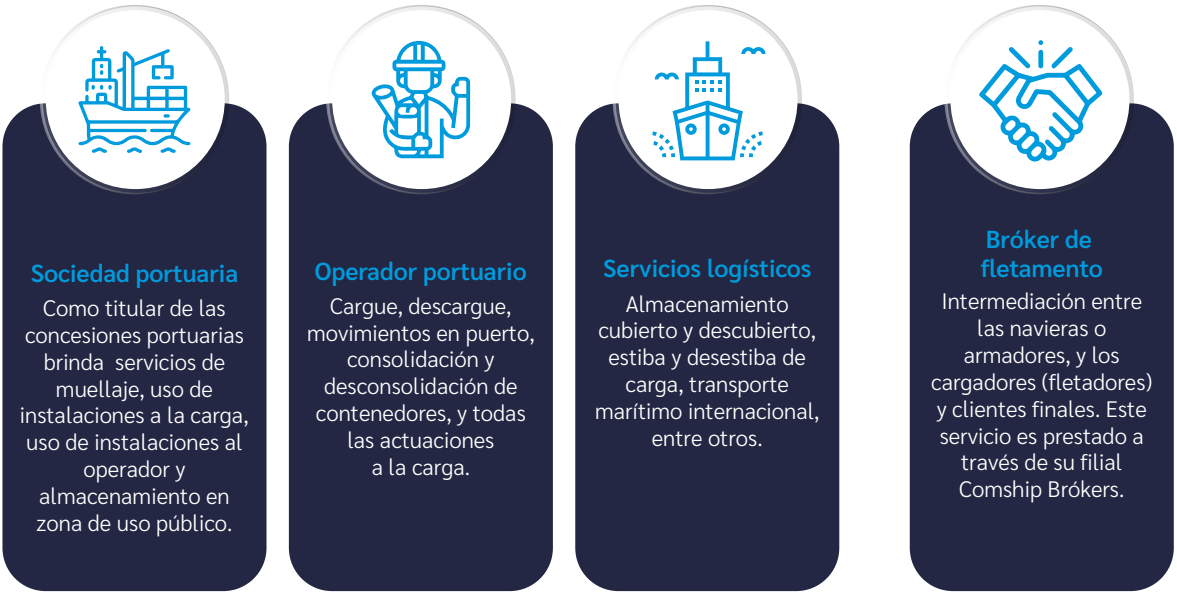 Sociedad portuaria
Como titular de las
concesiones portuarias
brinda  servicios de
muellaje, uso de
instalaciones a la carga,
uso de instalaciones al
operador y
almacenamiento en
zona de uso público.
Operador portuario
Cargue, descargue,
movimientos en puerto,
consolidación y
desconsolidación de
contenedores, y todas
las actuaciones
a la carga.
Servicios logísticos
Almacenamiento
cubierto y descubierto,
estiba y desestiba de
carga, transporte
marítimo internacional,
entre otros.
Bróker de
fletamento
Intermediación entre
las navieras o
armadores, y los
cargadores (fletadores)
y clientes finales. Este
servicio es prestado a
través de su filial
Comship Brókers.